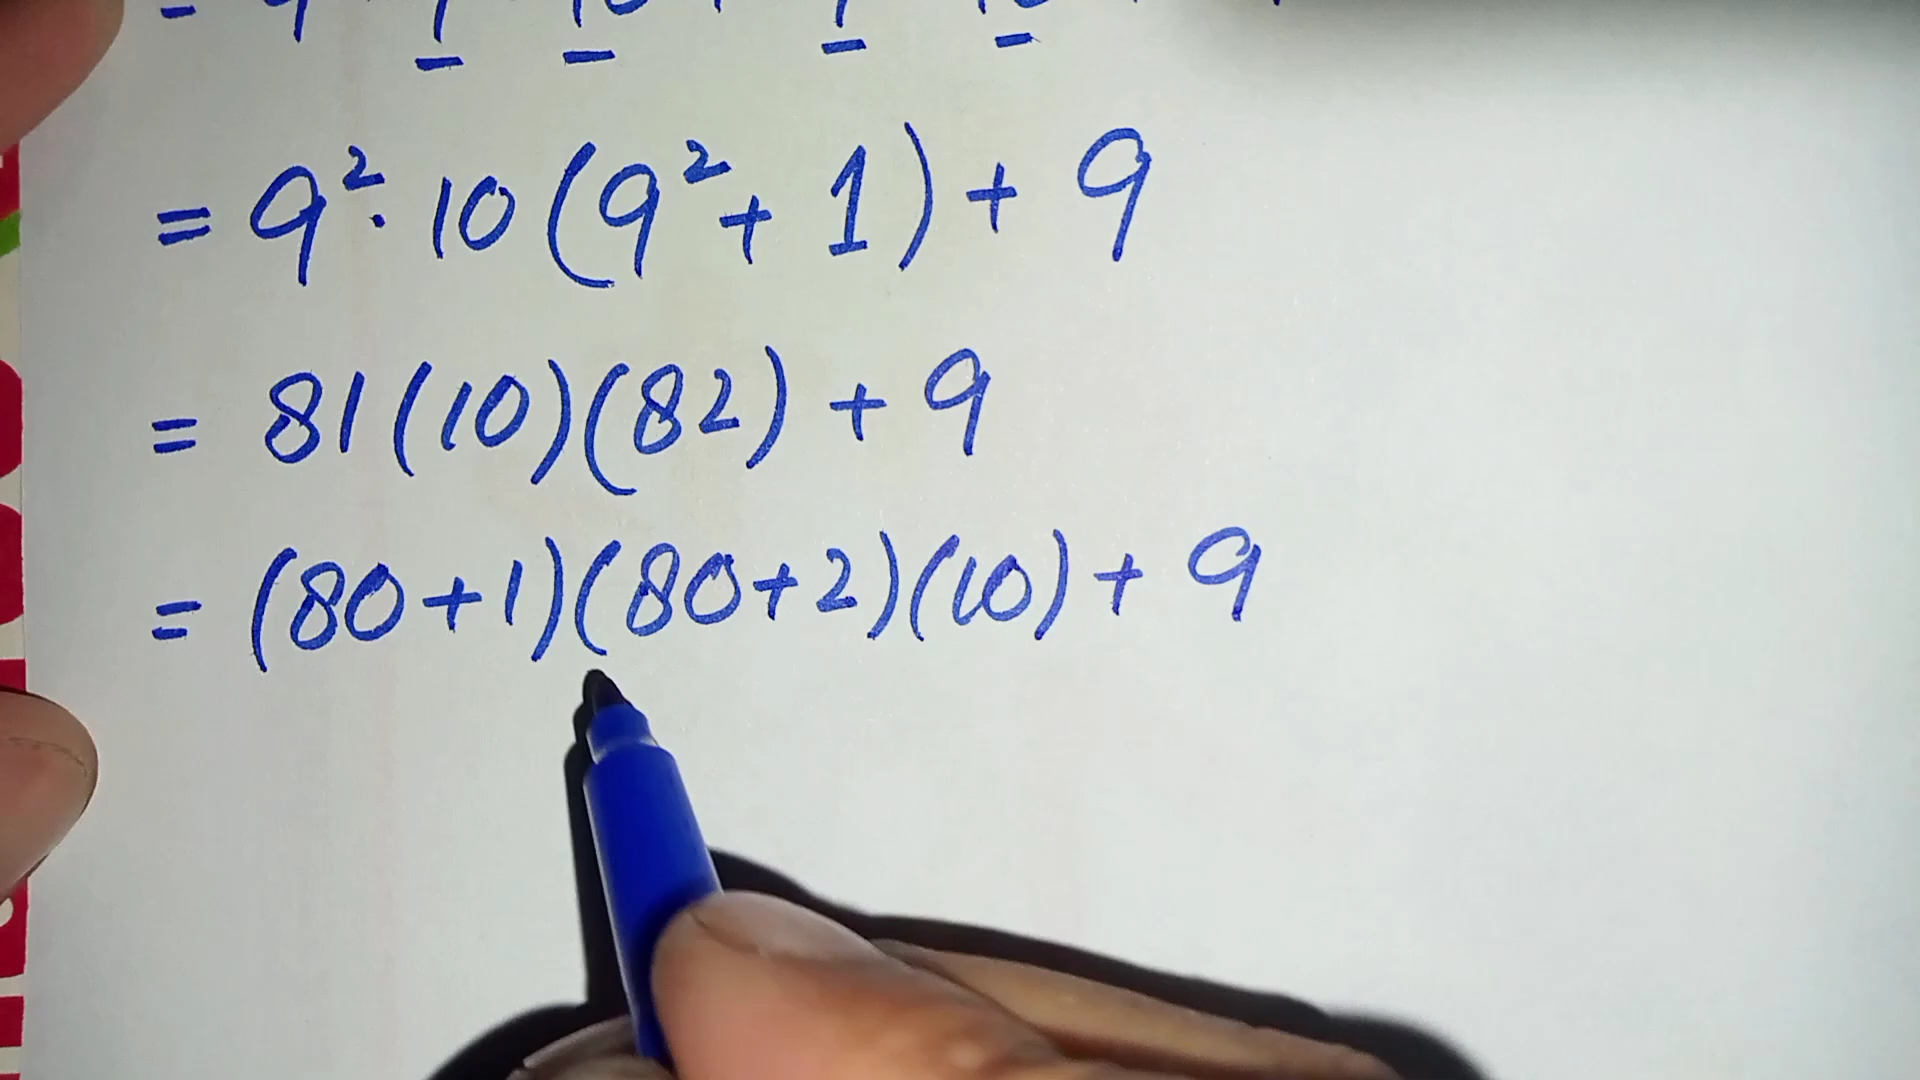 = 9² · 10 (9² + 1) + 9
= 81 (10)(82) + 9
= (80+1)(80+2)(10) + 9